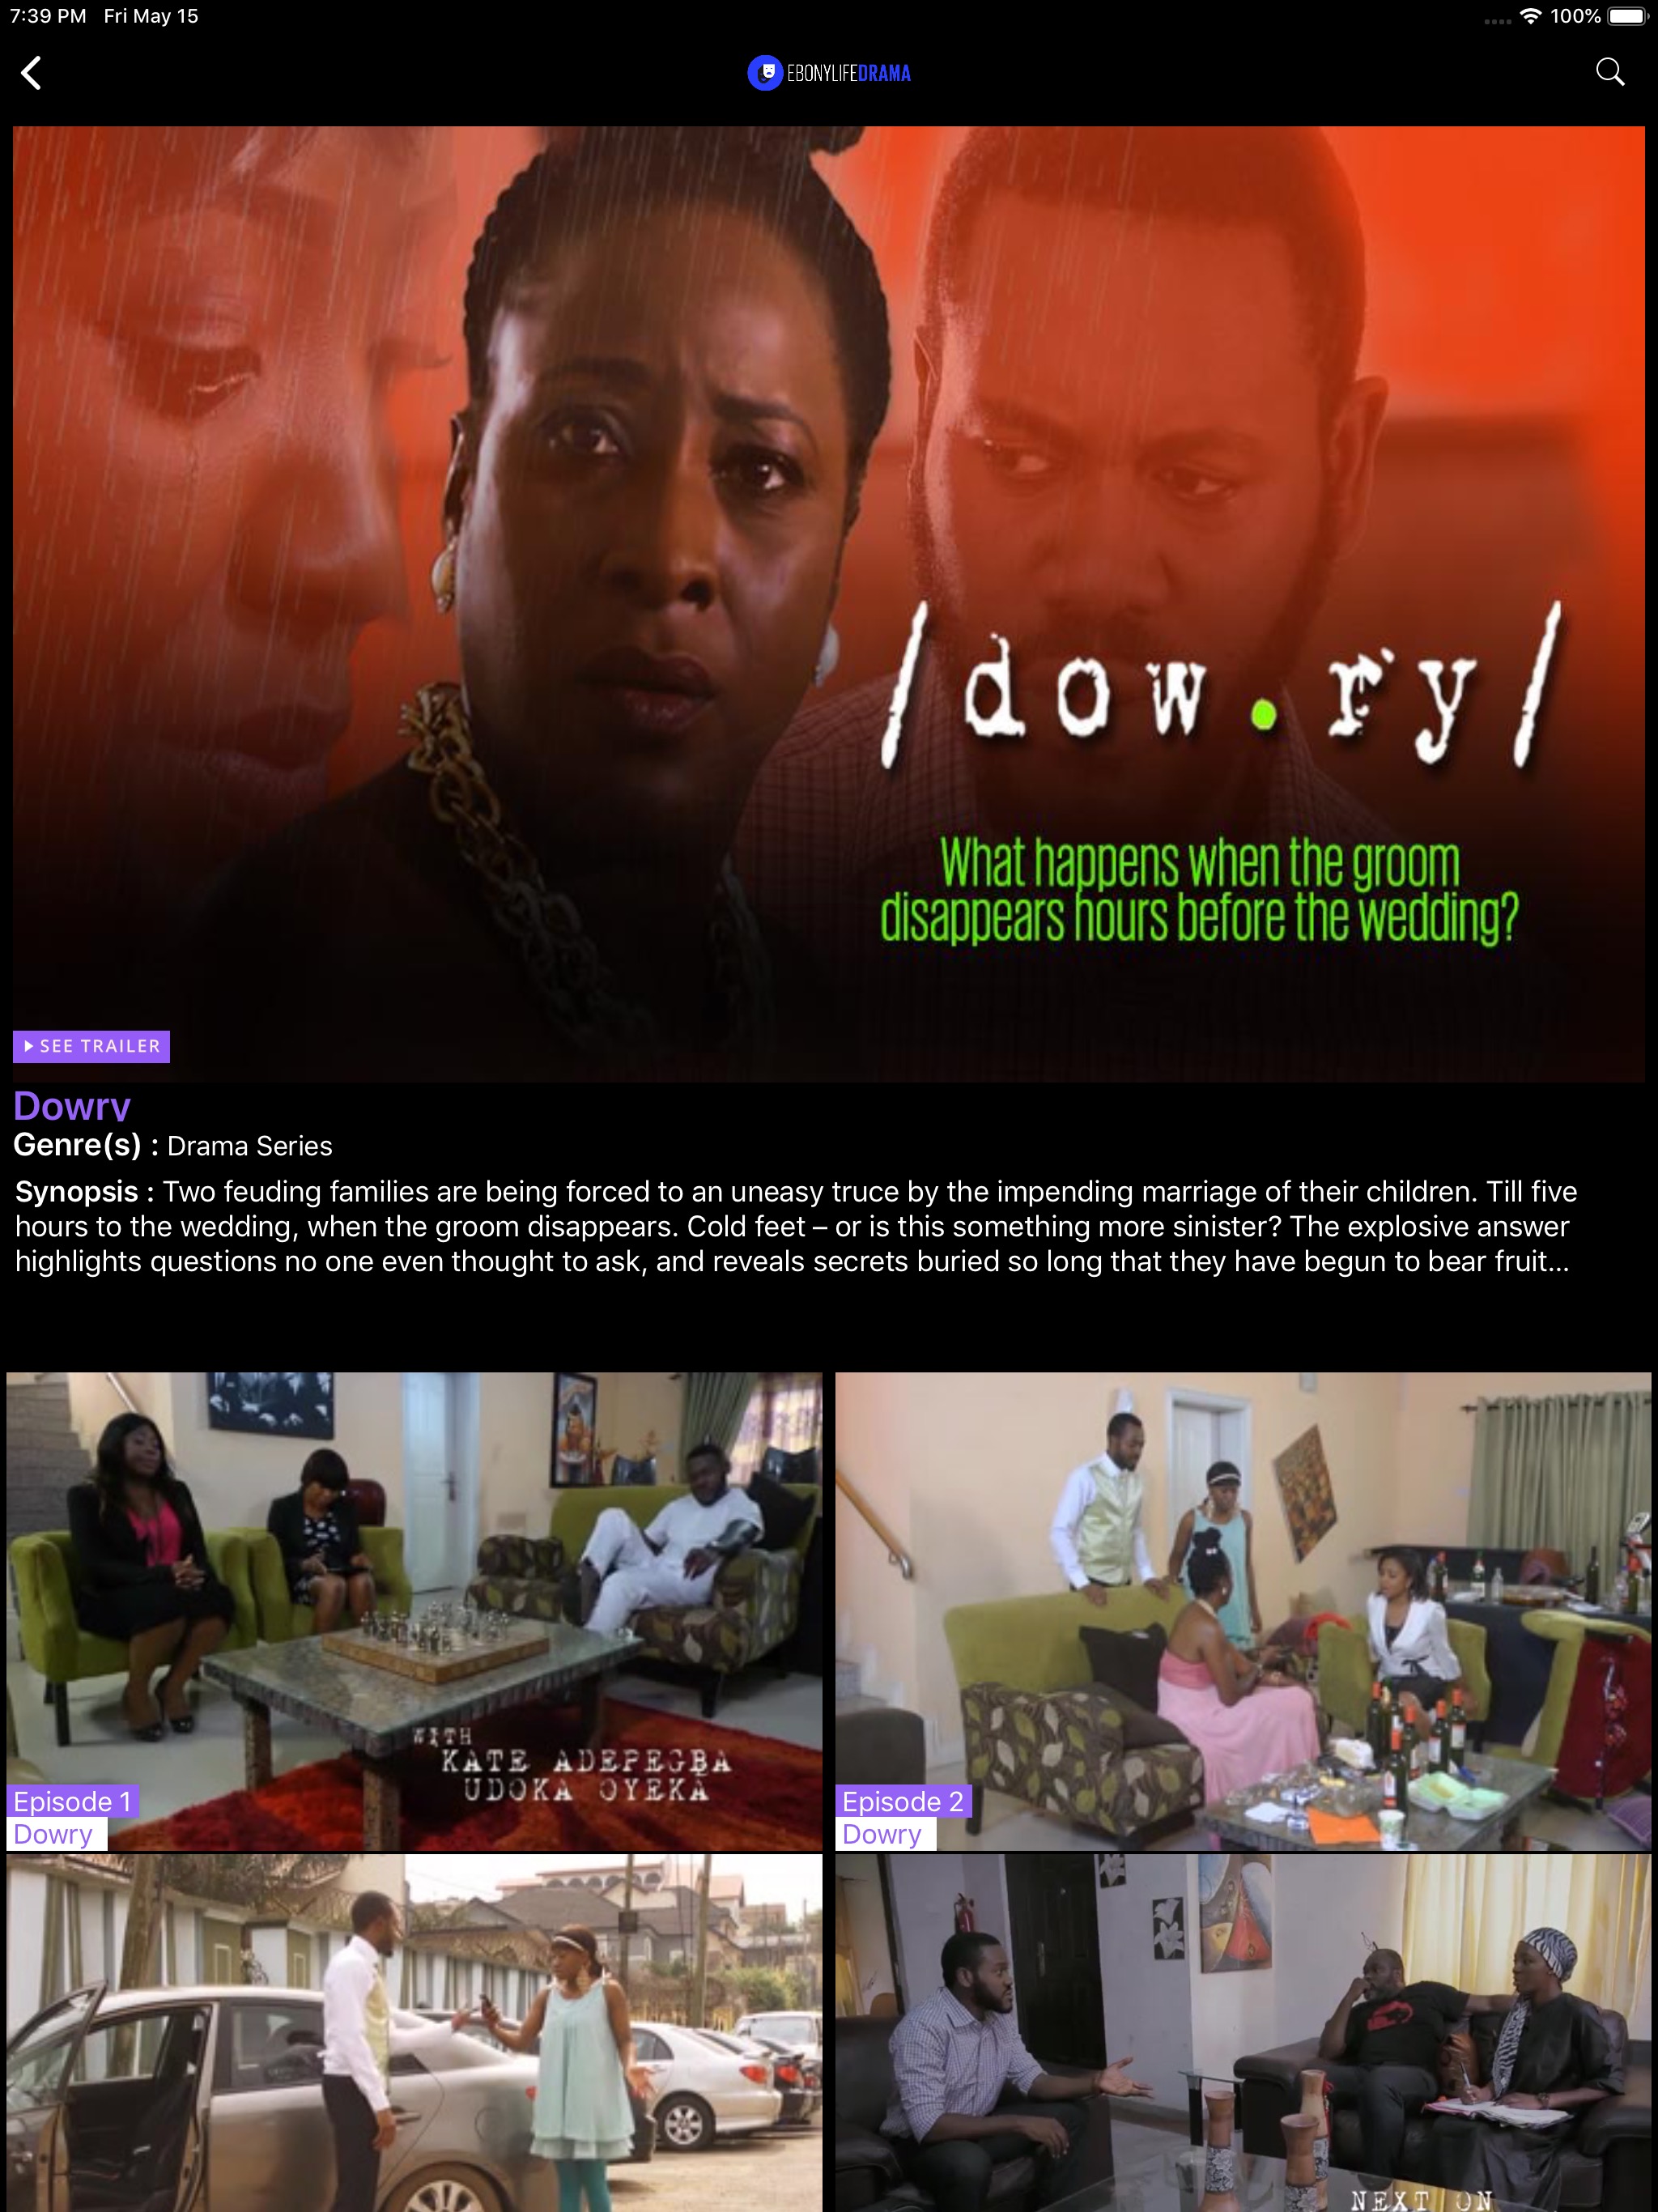 7:39 PM Fri May 15 100%
EBONYLIFEDRAMA
/dow.ry/
What happens when the groom
disappears hours before the wedding?
SEE TRAILER
Dowry
Genre(s) : Drama Series
Synopsis : Two feuding families are being forced to an uneasy truce by the impending marriage of their children. Till five
hours to the wedding, when the groom disappears. Cold feet – or is this something more sinister? The explosive answer
highlights questions no one even thought to ask, and reveals secrets buried so long that they have begun to bear fruit...
WITH
KATE ADEPEGBA
UDOKA OYEKA
Episode 1
Dowry
Episode 2
Dowry
NEXT ON